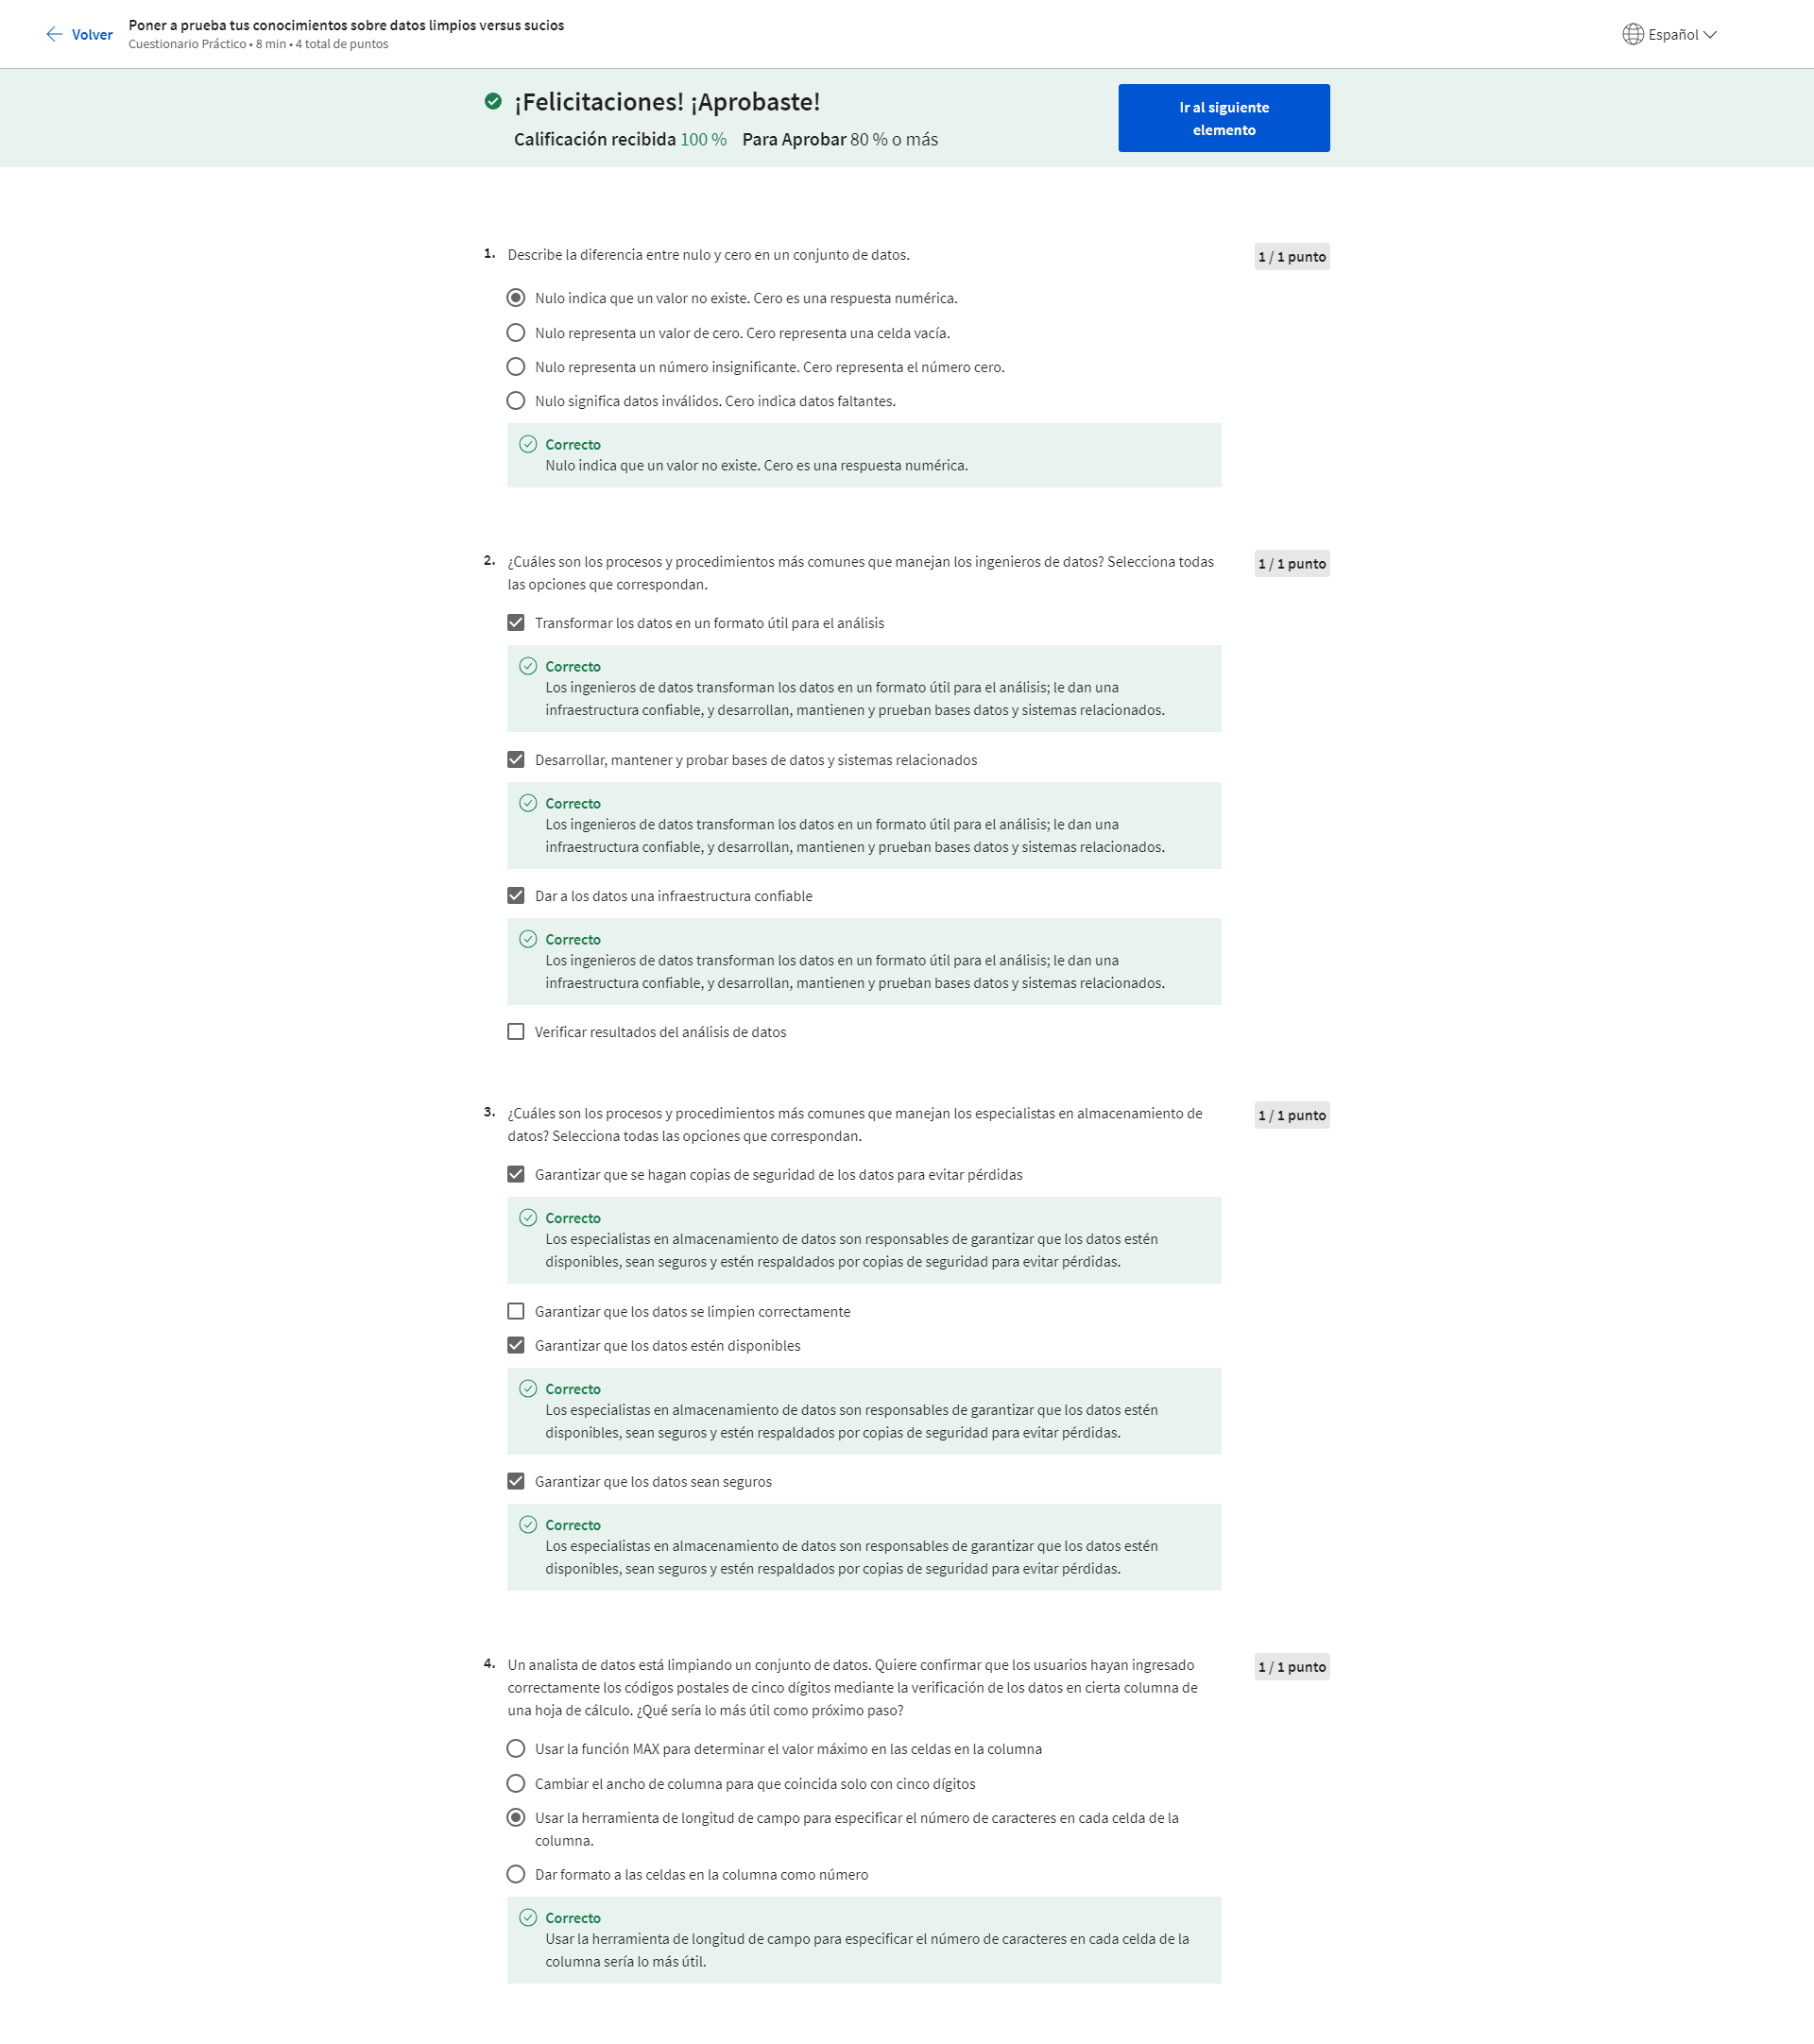 Volver
Poner a prueba tus conocimientos sobre datos limpios versus sucios
Cuestionario Práctico • 8 min • 4 total de puntos
Español
¡Felicitaciones! ¡Aprobaste!
Calificación recibida 100 % Para Aprobar 80 % o más
Ir al siguiente
elemento
1. Describe la diferencia entre nulo y cero en un conjunto de datos.
1 / 1 punto
Nulo indica que un valor no existe. Cero es una respuesta numérica.
Nulo representa un valor de cero. Cero representa una celda vacía.
Nulo representa un número insignificante. Cero representa el número cero.
Nulo significa datos inválidos. Cero indica datos faltantes.
Correcto
Nulo indica que un valor no existe. Cero es una respuesta numérica.
2. ¿Cuáles son los procesos y procedimientos más comunes que manejan los ingenieros de datos? Selecciona todas
las opciones que correspondan.
1 / 1 punto
Transformar los datos en un formato útil para el análisis
Correcto
Los ingenieros de datos transforman los datos en un formato útil para el análisis; le dan una
infraestructura confiable, y desarrollan, mantienen y prueban bases datos y sistemas relacionados.
Desarrollar, mantener y probar bases de datos y sistemas relacionados
Correcto
Los ingenieros de datos transforman los datos en un formato útil para el análisis; le dan una
infraestructura confiable, y desarrollan, mantienen y prueban bases datos y sistemas relacionados.
Dar a los datos una infraestructura confiable
Correcto
Los ingenieros de datos transforman los datos en un formato útil para el análisis; le dan una
infraestructura confiable, y desarrollan, mantienen y prueban bases datos y sistemas relacionados.
Verificar resultados del análisis de datos
3. ¿Cuáles son los procesos y procedimientos más comunes que manejan los especialistas en almacenamiento de
datos? Selecciona todas las opciones que correspondan.
1 / 1 punto
Garantizar que se hagan copias de seguridad de los datos para evitar pérdidas
Correcto
Los especialistas en almacenamiento de datos son responsables de garantizar que los datos estén
disponibles, sean seguros y estén respaldados por copias de seguridad para evitar pérdidas.
Garantizar que los datos se limpien correctamente
Garantizar que los datos estén disponibles
Correcto
Los especialistas en almacenamiento de datos son responsables de garantizar que los datos estén
disponibles, sean seguros y estén respaldados por copias de seguridad para evitar pérdidas.
Garantizar que los datos sean seguros
Correcto
Los especialistas en almacenamiento de datos son responsables de garantizar que los datos estén
disponibles, sean seguros y estén respaldados por copias de seguridad para evitar pérdidas.
4. Un analista de datos está limpiando un conjunto de datos. Quiere confirmar que los usuarios hayan ingresado
correctamente los códigos postales de cinco dígitos mediante la verificación de los datos en cierta columna de
una hoja de cálculo. ¿Qué sería lo más útil como próximo paso?
1 / 1 punto
Usar la función MAX para determinar el valor máximo en las celdas en la columna
Cambiar el ancho de columna para que coincida solo con cinco dígitos
Usar la herramienta de longitud de campo para especificar el número de caracteres en cada celda de la
columna.
Dar formato a las celdas en la columna como número
Correcto
Usar la herramienta de longitud de campo para especificar el número de caracteres en cada celda de la
columna sería lo más útil.